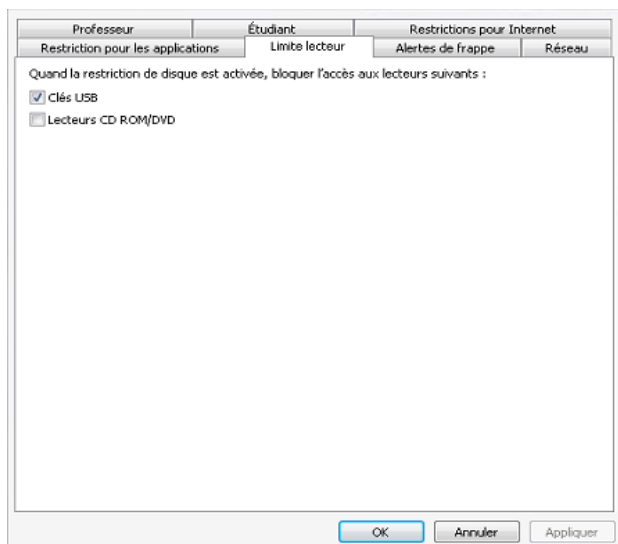 Professeur Étudiant Restrictions pour Internet
Restriction pour les applications Limite lecteur Alertes de frappe Réseau
Quand la restriction de disque est activée, bloquer l'accès aux lecteurs suivants :
Clés USB
Lecteurs CD ROM/DVD
OK Annuler Appliquer